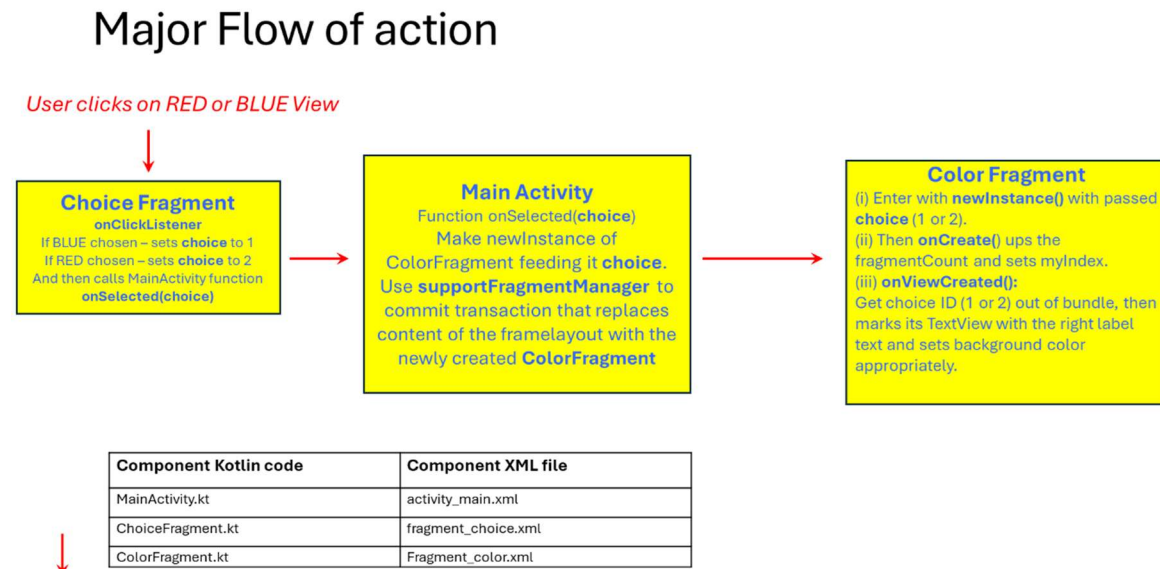 Major Flow of action
User clicks on RED or BLUE View
Choice Fragment
onClickListener
If BLUE chosen – sets choice to 1
If RED chosen – sets choice to 2
And then calls MainActivity function
onSelected(choice)
Main Activity
Function onSelected(choice)
Make newInstance of
ColorFragment feeding it choice.
Use supportFragmentManager to
commit transaction that replaces
content of the framelayout with the
newly created ColorFragment
Color Fragment
(i) Enter with newInstance() with passed
choice (1 or 2).
(ii) Then onCreate() ups the
fragmentCount and sets myIndex.
(iii) onViewCreated():
Get choice ID (1 or 2) out of bundle, then
marks its TextView with the right label
text and sets background color
appropriately.
Component Kotlin code Component XML file
MainActivity.kt activity_main.xml
ChoiceFragment.kt fragment_choice.xml
ColorFragment.kt Fragment_color.xml